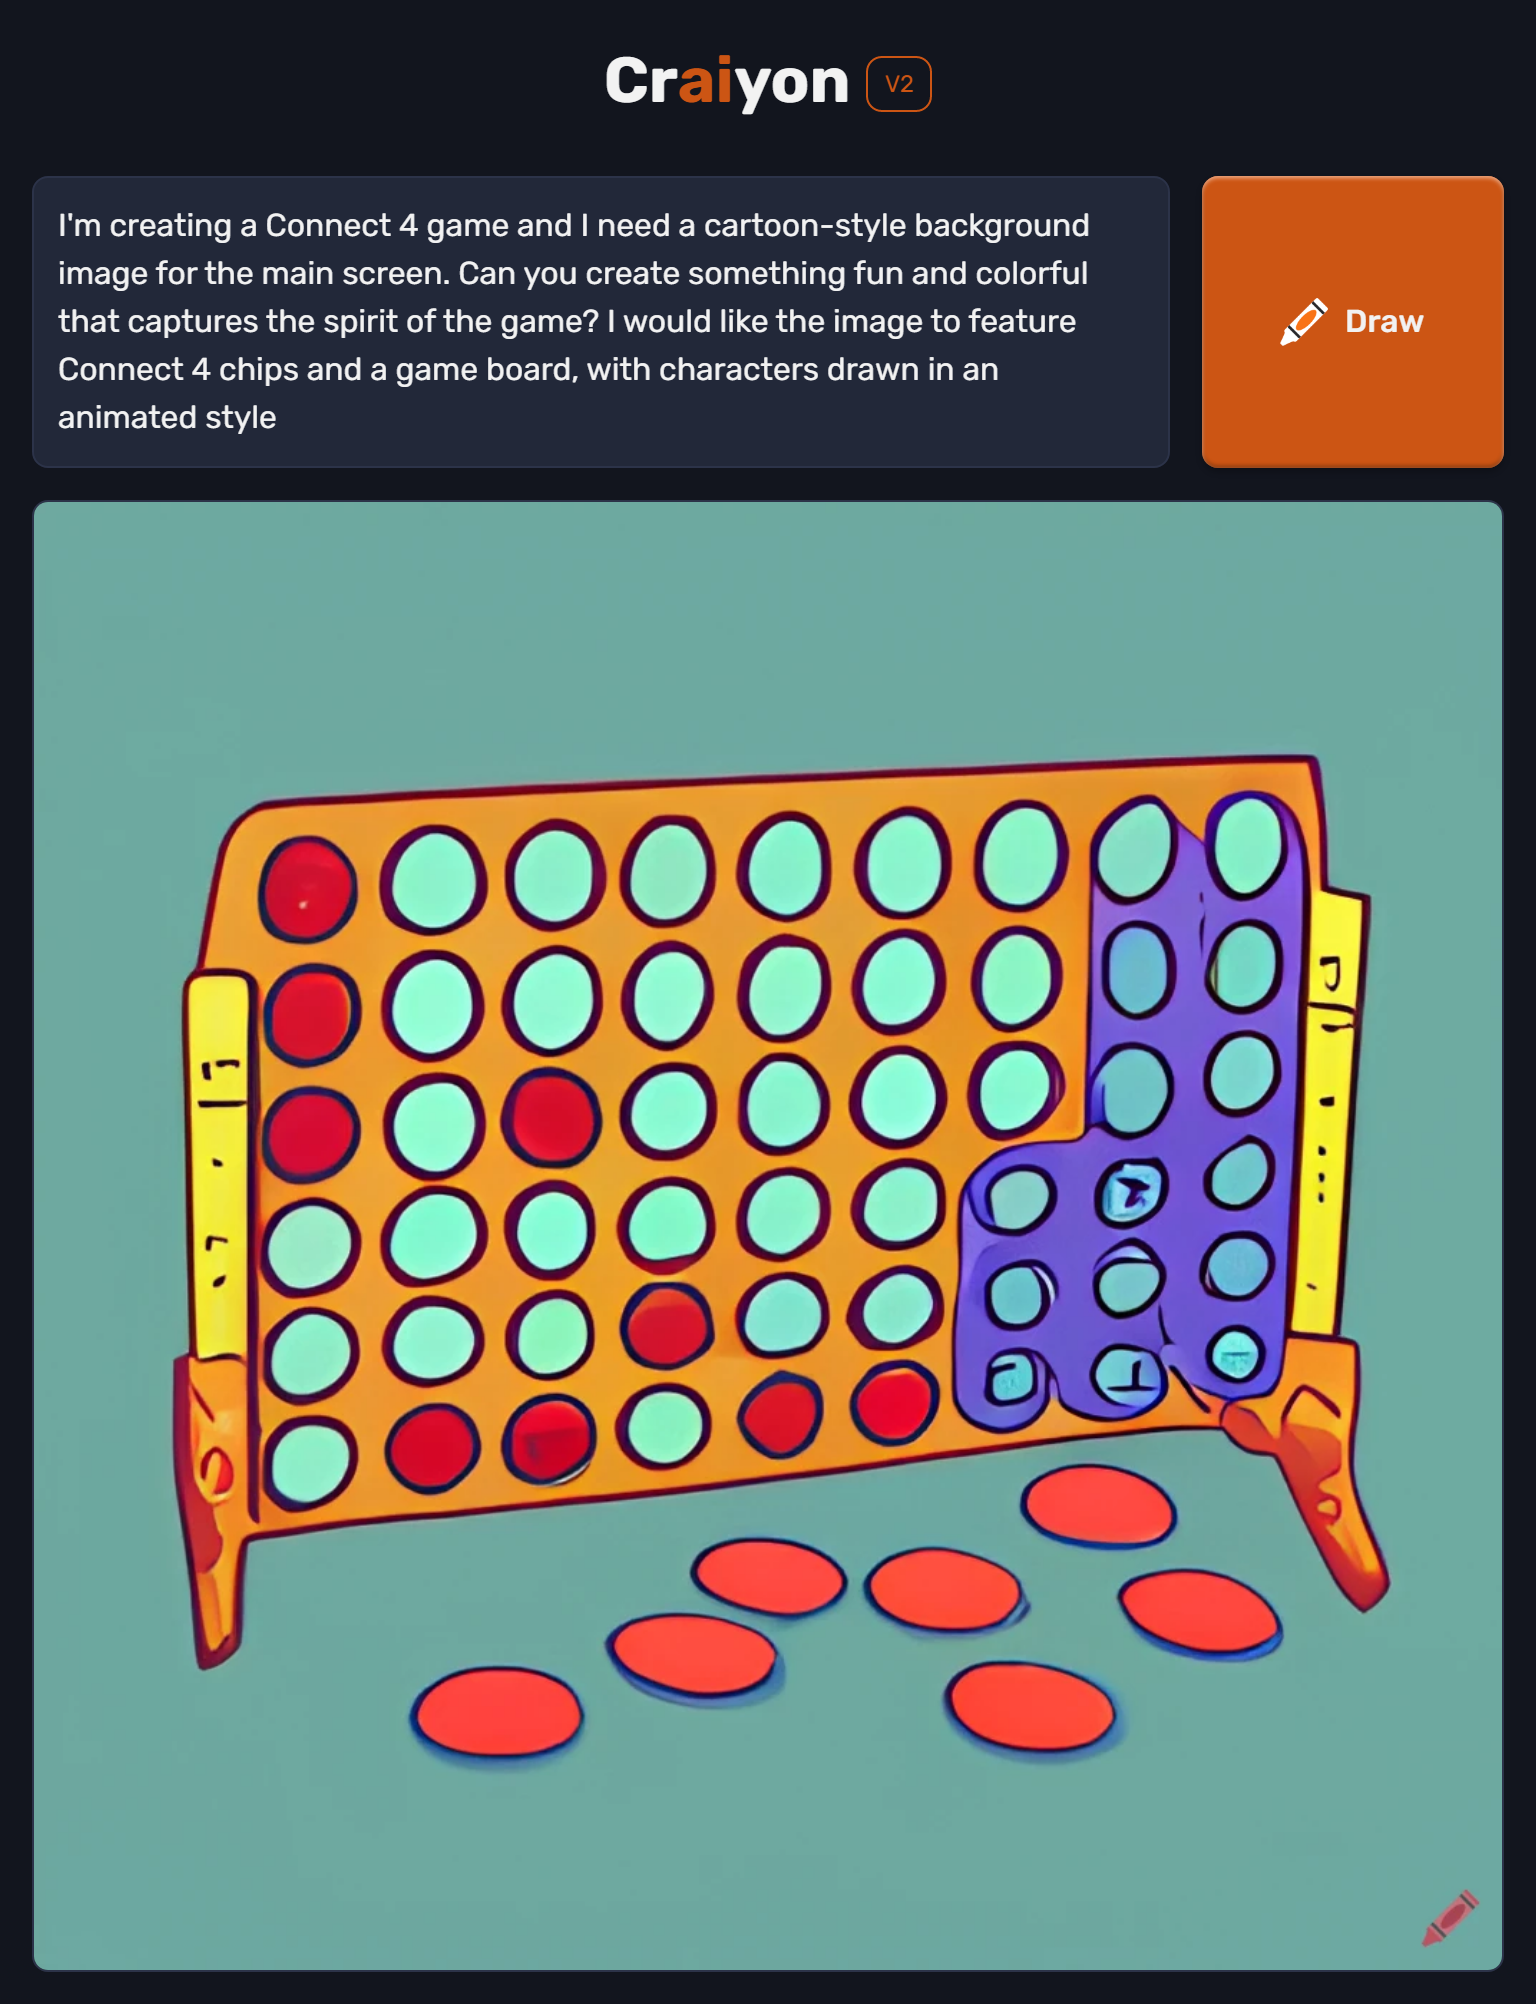 Craiyon V2
I'm creating a Connect 4 game and I need a cartoon-style background
image for the main screen. Can you create something fun and colorful
that captures the spirit of the game? I would like the image to feature
Connect 4 chips and a game board, with characters drawn in an
animated style
Draw